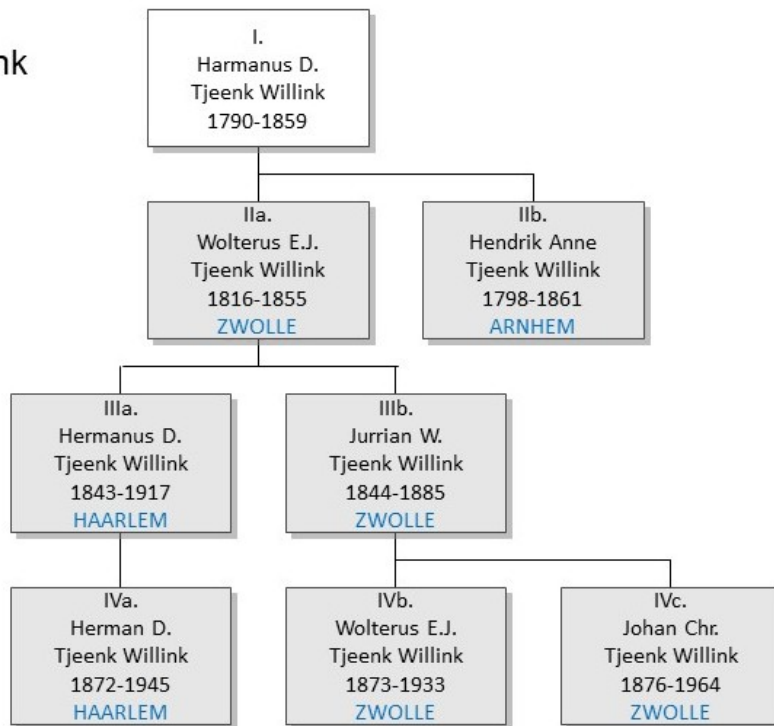 nk
I.
Harmanus D.
Tjeenk Willink
1790-1859
IIa.
Wolterus E.J.
Tjeenk Willink
1816-1855
ZWOLLE
IIb.
Hendrik Anne
Tjeenk Willink
1798-1861
ARNHEM
IIIa.
Hermanus D.
Tjeenk Willink
1843-1917
HAARLEM
IIIb.
Jurrian W.
Tjeenk Willink
1844-1885
ZWOLLE
IVa.
Herman D.
Tjeenk Willink
1872-1945
HAARLEM
IVb.
Wolterus E.J.
Tjeenk Willink
1873-1933
ZWOLLE
IVc.
Johan Chr.
Tjeenk Willink
1876-1964
ZWOLLE